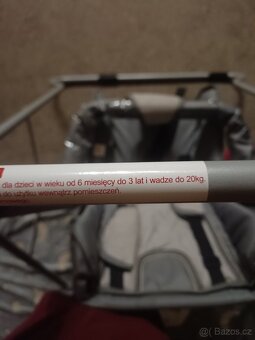 dla dzieci w wieku od 6 miesięcy do 3 lat i wadze do 20kg.
do użytku wewnątrz pomieszczeń.
Bazos.cz